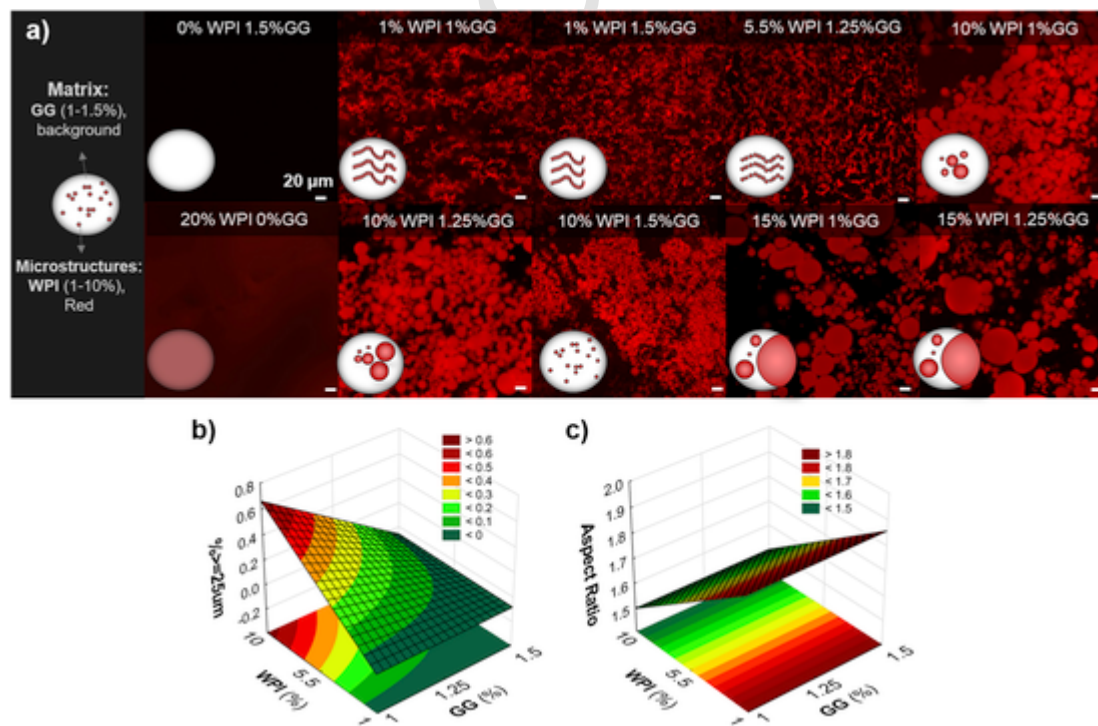 a)
0% WPI 1.5%GG
1% WPI 1%GG
1% WPI 1.5%GG
5.5% WPI 1.25%GG
10% WPI 1%GG
Matrix:
GG (1-1.5%),
background
20 µm
20% WPI 0%GG
10% WPI 1.25%GG
10% WPI 1.5%GG
15% WPI 1%GG
15% WPI 1.25%GG
Microstructures:
WPI (1-10%),
Red
b)
> 0.6
< 0.6
< 0.5
< 0.4
< 0.3
< 0.2
< 0.1
< 0
0.8
0.6
0.4
0.2
0.0
-0.2
%>=25um
10
5.5
1
WPI (%)
1
1.25
1.5
GG (%)
c)
> 1.8
< 1.8
< 1.7
< 1.6
< 1.5
2.0
1.9
1.8
1.7
1.6
1.5
Aspect Ratio
10
5.5
1
WPI (%)
1
1.25
1.5
GG (%)